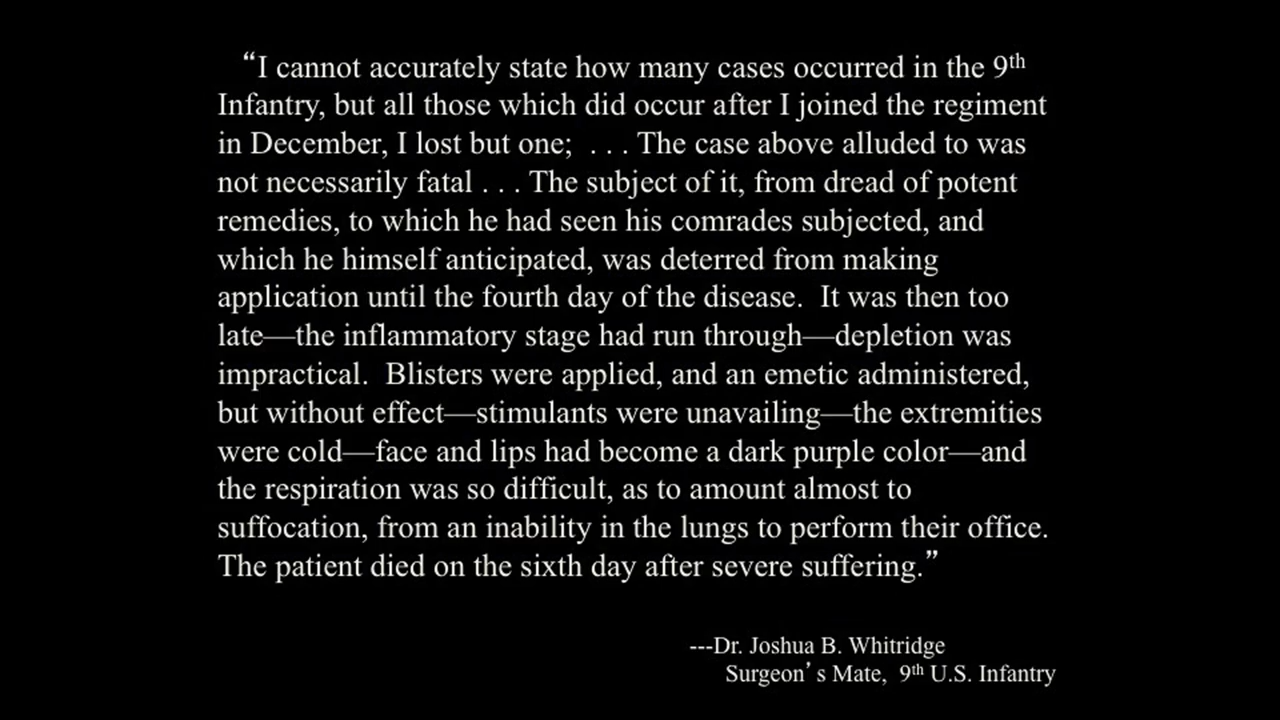 “I cannot accurately state how many cases occurred in the 9th
Infantry, but all those which did occur after I joined the regiment
in December, I lost but one;  . . . The case above alluded to was
not necessarily fatal . . . The subject of it, from dread of potent
remedies, to which he had seen his comrades subjected, and
which he himself anticipated, was deterred from making
application until the fourth day of the disease.  It was then too
late—the inflammatory stage had run through—depletion was
impractical.  Blisters were applied, and an emetic administered,
but without effect—stimulants were unavailing—the extremities
were cold—face and lips had become a dark purple color—and
the respiration was so difficult, as to amount almost to
suffocation, from an inability in the lungs to perform their office.
The patient died on the sixth day after severe suffering.”
---Dr. Joshua B. Whitridge
Surgeon’s Mate,  9th U.S. Infantry